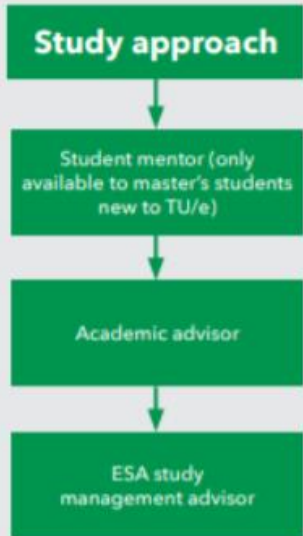 Study approach
Student mentor (only
available to master's students
new to TU/e)
Academic advisor
ESA study
management advisor